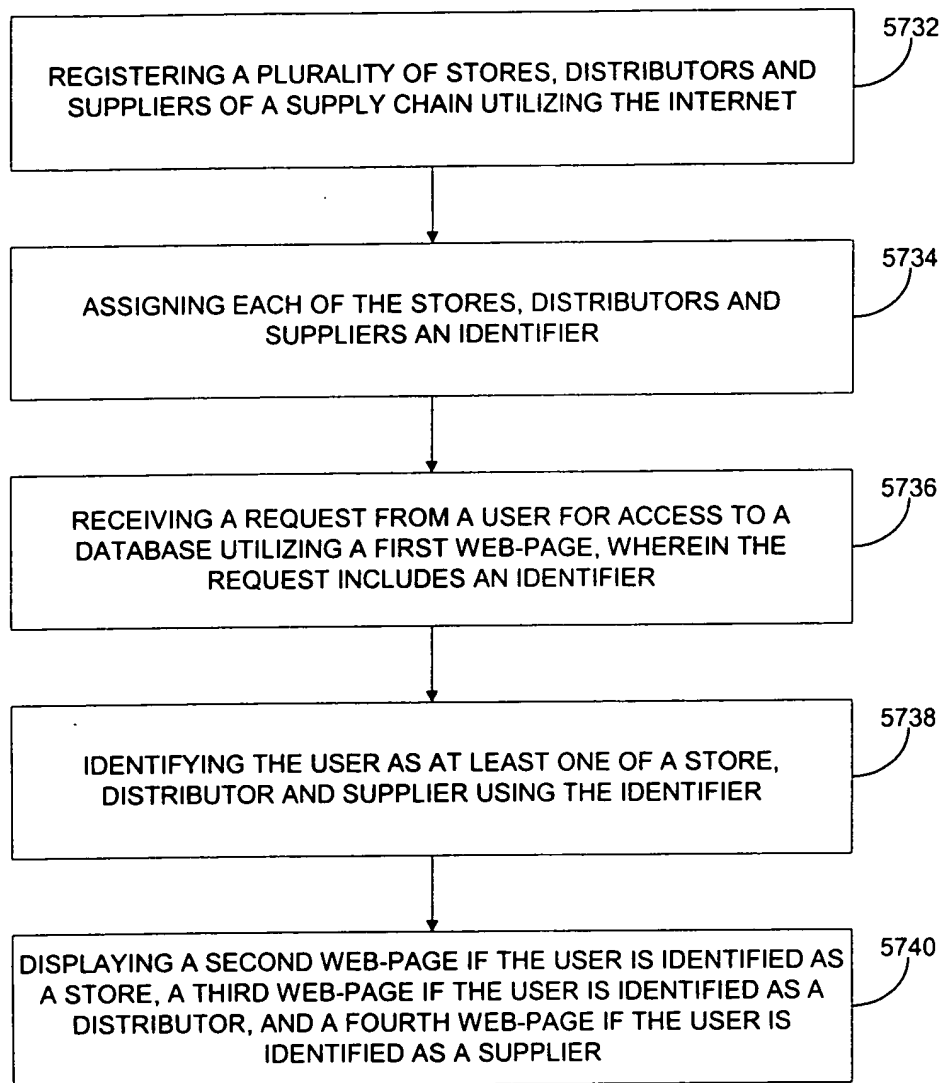 5732
REGISTERING A PLURALITY OF STORES, DISTRIBUTORS AND
SUPPLIERS OF A SUPPLY CHAIN UTILIZING THE INTERNET
5734
ASSIGNING EACH OF THE STORES, DISTRIBUTORS AND
SUPPLIERS AN IDENTIFIER
5736
RECEIVING A REQUEST FROM A USER FOR ACCESS TO A
DATABASE UTILIZING A FIRST WEB-PAGE, WHEREIN THE
REQUEST INCLUDES AN IDENTIFIER
5738
IDENTIFYING THE USER AS AT LEAST ONE OF A STORE,
DISTRIBUTOR AND SUPPLIER USING THE IDENTIFIER
5740
DISPLAYING A SECOND WEB-PAGE IF THE USER IS IDENTIFIED AS
A STORE, A THIRD WEB-PAGE IF THE USER IS IDENTIFIED AS A
DISTRIBUTOR, AND A FOURTH WEB-PAGE IF THE USER IS
IDENTIFIED AS A SUPPLIER